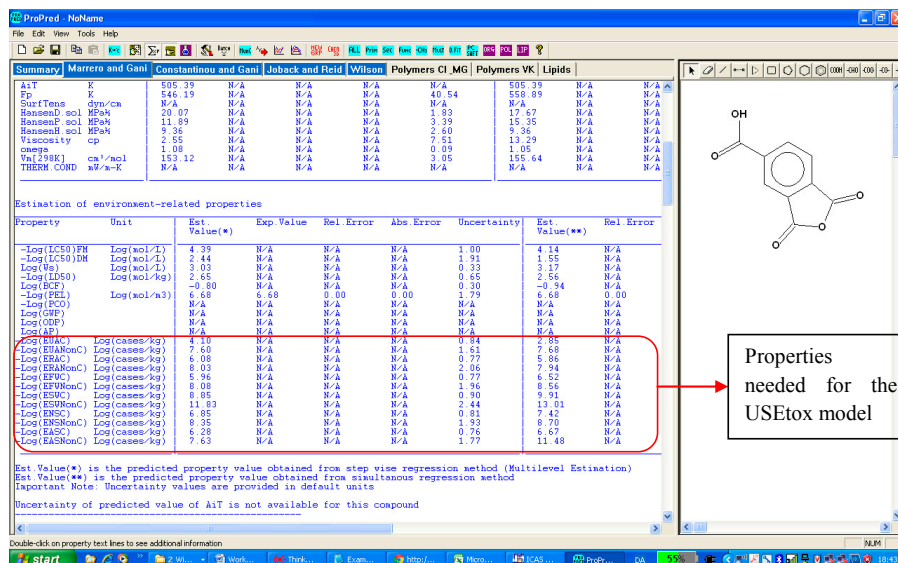 ProPred - NoName
File Edit View Tools Help
Summary Marrero and Gani Constantinou and Gani Joback and Reid Wilson Polymers CI_MG Polymers VK Lipids
AiT K 505.39 N/A N/A N/A N/A 505.39 N/A N/A
Fp K 546.19 N/A N/A N/A 40.54 558.89 N/A N/A
SurfTens dyn/cm N/A N/A N/A N/A N/A N/A N/A N/A
HansenD.sol MPa½ 20.07 N/A N/A N/A 1.83 17.67 N/A N/A
HansenP.sol MPa½ 11.89 N/A N/A N/A 3.39 15.35 N/A N/A
HansenH.sol MPa½ 9.36 N/A N/A N/A 2.60 9.36 N/A N/A
Viscosity cp 2.55 N/A N/A N/A 7.51 13.29 N/A N/A
omega 1.08 N/A N/A N/A 0.09 1.05 N/A N/A
Vm[298K] cm³/mol 153.12 N/A N/A N/A 3.05 155.64 N/A N/A
THERM.COND mW/m-K N/A N/A N/A N/A N/A N/A N/A N/A
Estimation of environment-related properties
Property Unit Est. Exp.Value Rel.Error Abs.Error Uncertainty Est. Rel.Error
Value(*) Value(**)
-Log(LC50)FM Log(mol/L) 4.39 N/A N/A N/A 1.00 4.14 N/A
-Log(LC50)DM Log(mol/L) 2.44 N/A N/A N/A 1.91 1.55 N/A
Log(Ws) Log(mol/L) 3.03 N/A N/A N/A 0.33 3.17 N/A
-Log(LD50) Log(mol/kg) 2.65 N/A N/A N/A 0.65 2.56 N/A
Log(BCF) -0.80 N/A N/A N/A 0.30 -0.94 N/A
-Log(PEL) Log(mol/m3) 6.68 6.68 0.00 0.00 1.79 6.68 0.00
-Log(PCO) N/A N/A N/A N/A N/A N/A N/A
Log(GWP) N/A N/A N/A N/A N/A N/A N/A
Log(ODP) N/A N/A N/A N/A N/A N/A N/A
Log(AP) N/A N/A N/A N/A N/A N/A N/A
-Log(EUAC) Log(cases/kg) 4.10 N/A N/A N/A 0.84 2.85 N/A
-Log(EUANonC) Log(cases/kg) 7.60 N/A N/A N/A 1.61 7.68 N/A
-Log(ERAC) Log(cases/kg) 6.08 N/A N/A N/A 0.77 5.86 N/A
-Log(ERANonC) Log(cases/kg) 8.03 N/A N/A N/A 2.06 7.94 N/A
-Log(EFWC) Log(cases/kg) 5.96 N/A N/A N/A 0.77 6.52 N/A
-Log(EFWNonC) Log(cases/kg) 8.08 N/A N/A N/A 1.96 8.56 N/A
-Log(ESWC) Log(cases/kg) 8.85 N/A N/A N/A 0.90 9.21 N/A
-Log(ESWNonC) Log(cases/kg) 11.83 N/A N/A N/A 2.44 13.01 N/A
-Log(ENSC) Log(cases/kg) 6.85 N/A N/A N/A 0.81 7.42 N/A
-Log(ENSNonC) Log(cases/kg) 8.35 N/A N/A N/A 1.93 8.70 N/A
-Log(EASC) Log(cases/kg) 6.28 N/A N/A N/A 0.76 6.67 N/A
-Log(EASNonC) Log(cases/kg) 7.63 N/A N/A N/A 1.77 11.48 N/A
Est.Value(*) is the predicted property value obtained from step wise regression method (Multilevel Estimation)
Est.Value(**) is the predicted property value obtained from simultanous regression method
Important Note: Uncertainty values are provided in default units
Uncertainty of predicted value of AiT is not available for this compound
OH
O
O
O
O
Properties
needed for the
USEtox model
Double-click on property text lines to see additional information
NUM
start 2 Wi... Work... Think... Exam... http:/... Micro... ICAS ... ProPr... DA 55% 18:43